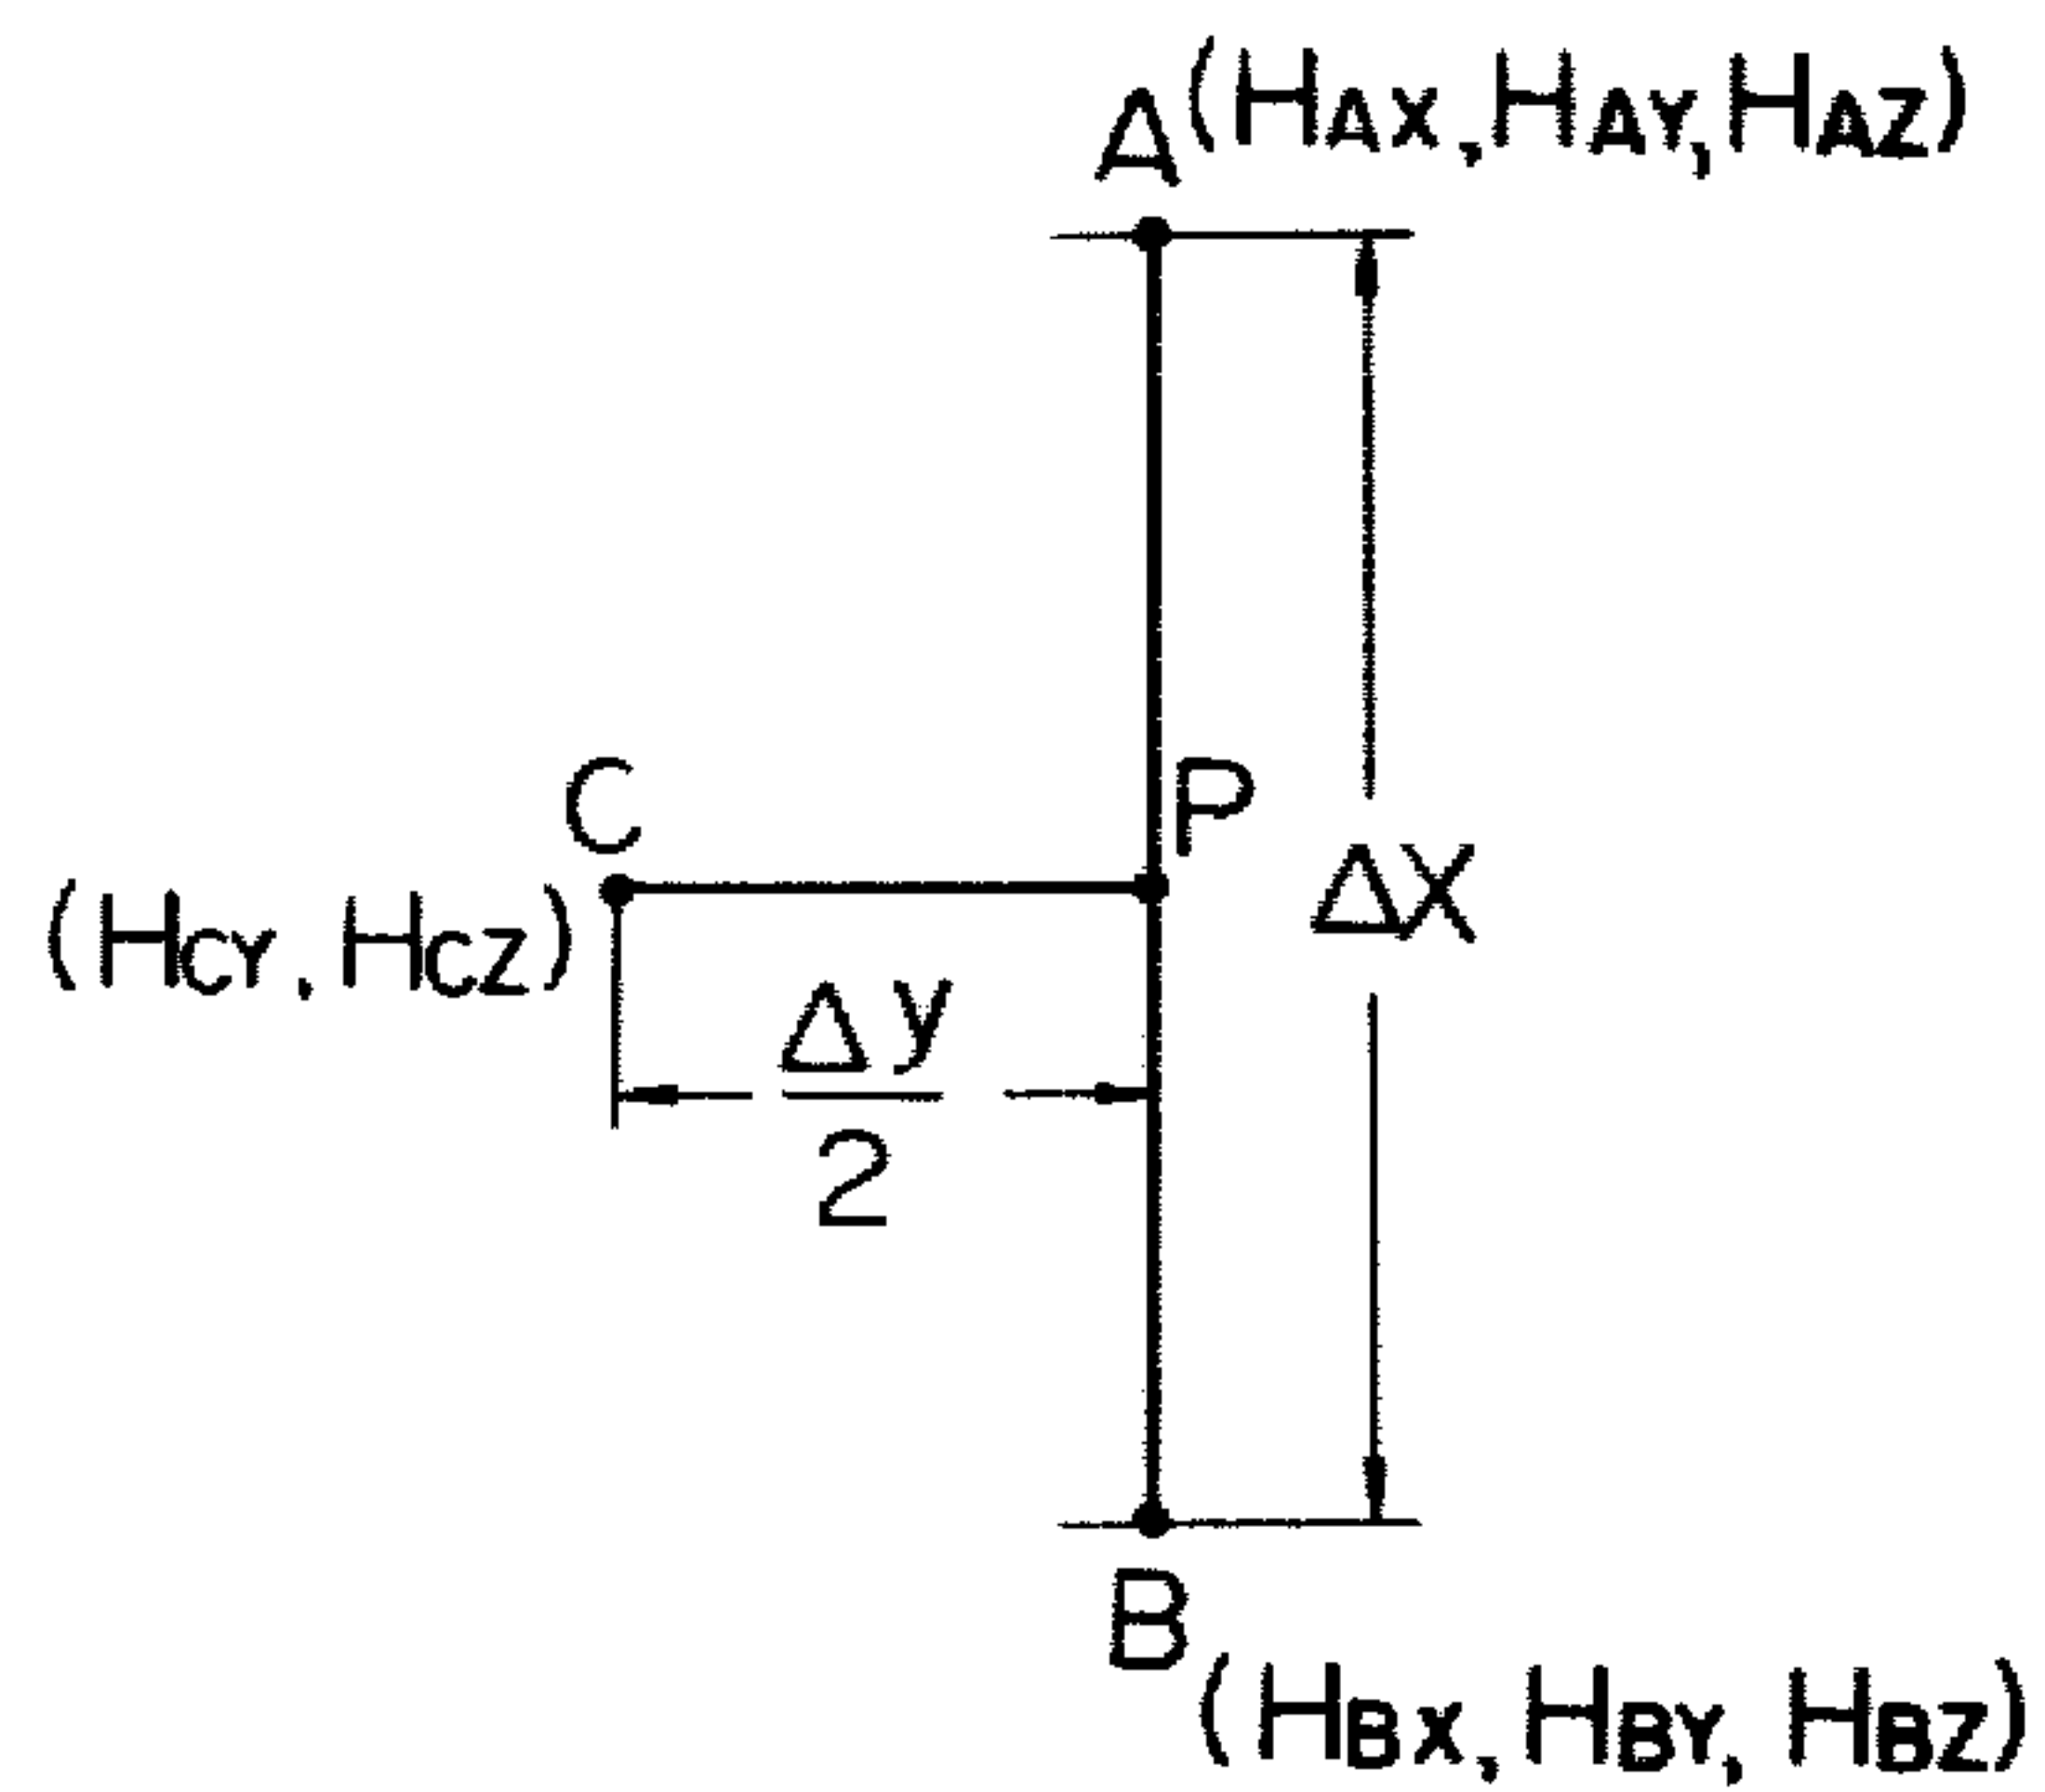 A(HAX,HAY,HAZ)
C
P
(HCY,HCZ)
ΔX
Δy
2
B
(HBX,HBY,HBZ)